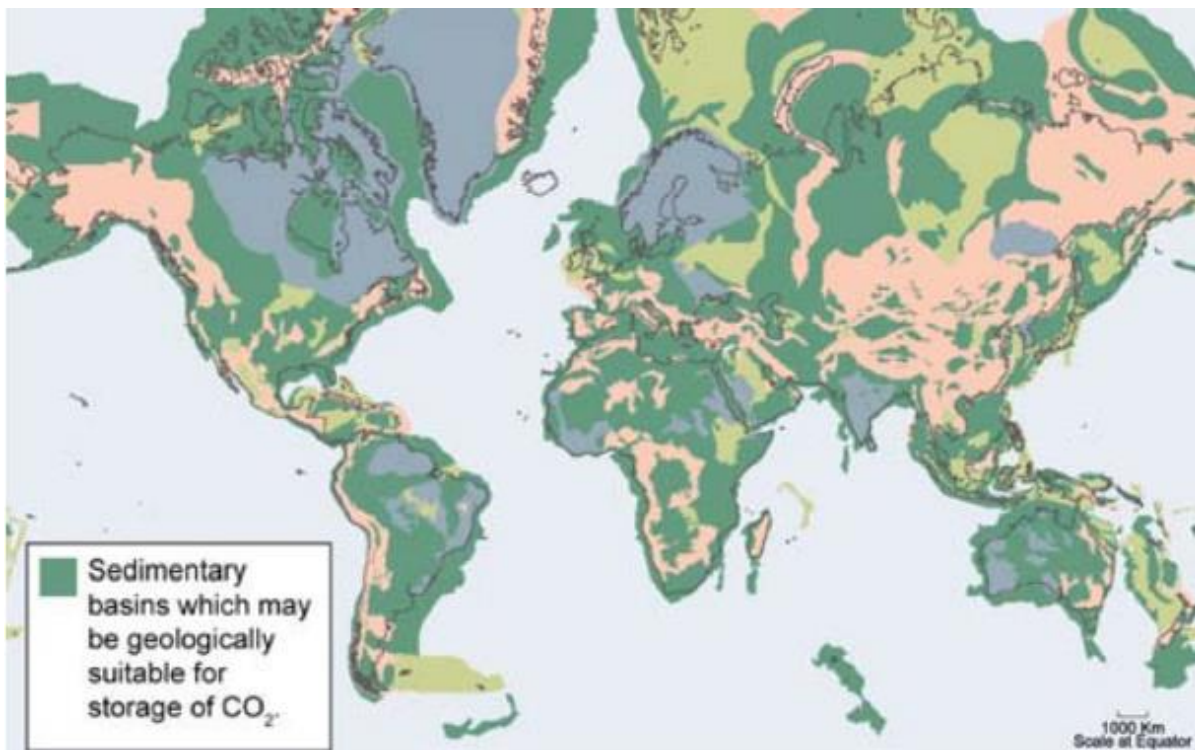 Sedimentary
basins which may
be geologically
suitable for
storage of CO₂.
1000 Km
Scale at Equator